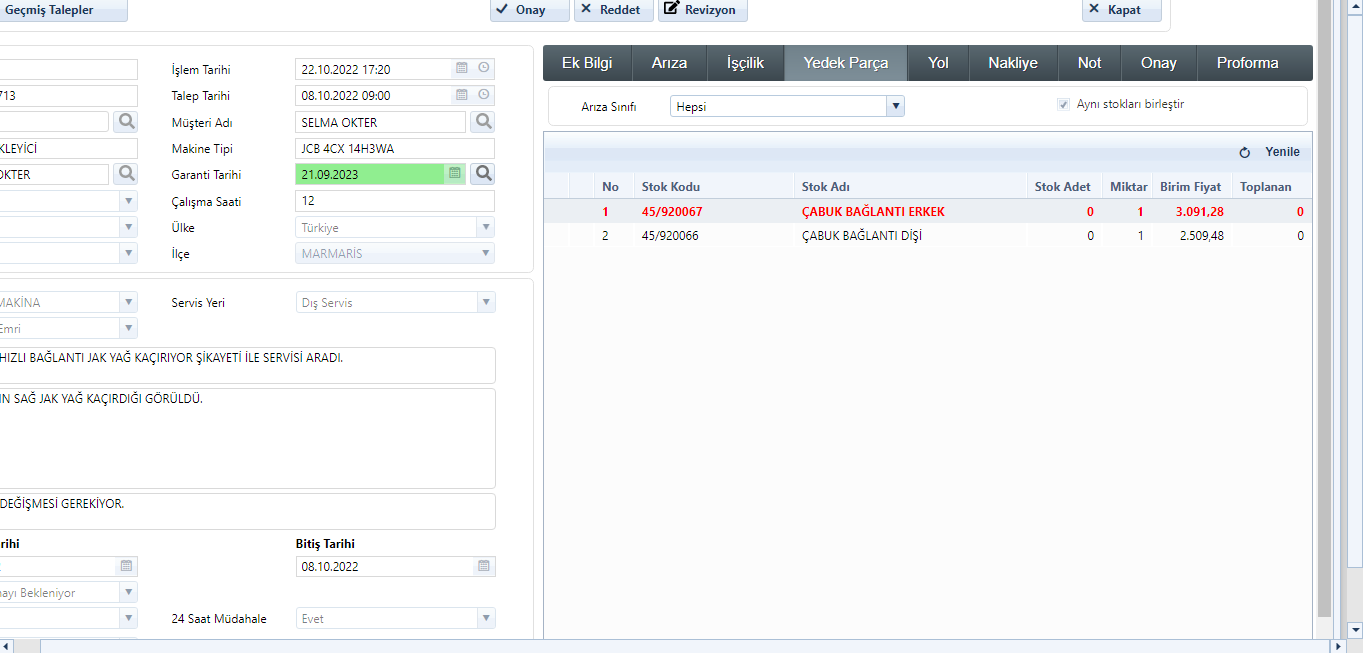 Geçmiş Talepler
Onay
Reddet
Revizyon
Kapat
İşlem Tarihi 22.10.2022 17:20
713 Talep Tarihi 08.10.2022 09:00
Müşteri Adı SELMA OKTER
KLEYİCİ Makine Tipi JCB 4CX 14H3WA
OKTER Garanti Tarihi 21.09.2023
Çalışma Saati 12
Ülke Türkiye
İlçe MARMARİS
MAKİNA Servis Yeri Dış Servis
Emri
HIZLI BAĞLANTI JAK YAĞ KAÇIRIYOR ŞİKAYETİ İLE SERVİSİ ARADI.
IN SAĞ JAK YAĞ KAÇIRDIĞI GÖRÜLDÜ.
DEĞİŞMESİ GEREKİYOR.
rihi Bitiş Tarihi
08.10.2022
nayı Bekleniyor
24 Saat Müdahale Evet
Ek Bilgi Arıza İşçilik Yedek Parça Yol Nakliye Not Onay Proforma
Arıza Sınıfı Hepsi Aynı stokları birleştir
Yenile
No Stok Kodu Stok Adı Stok Adet Miktar Birim Fiyat Toplanan
1 45/920067 ÇABUK BAĞLANTI ERKEK 0 1 3.091,28 0
2 45/920066 ÇABUK BAĞLANTI DİŞİ 0 1 2.509,48 0